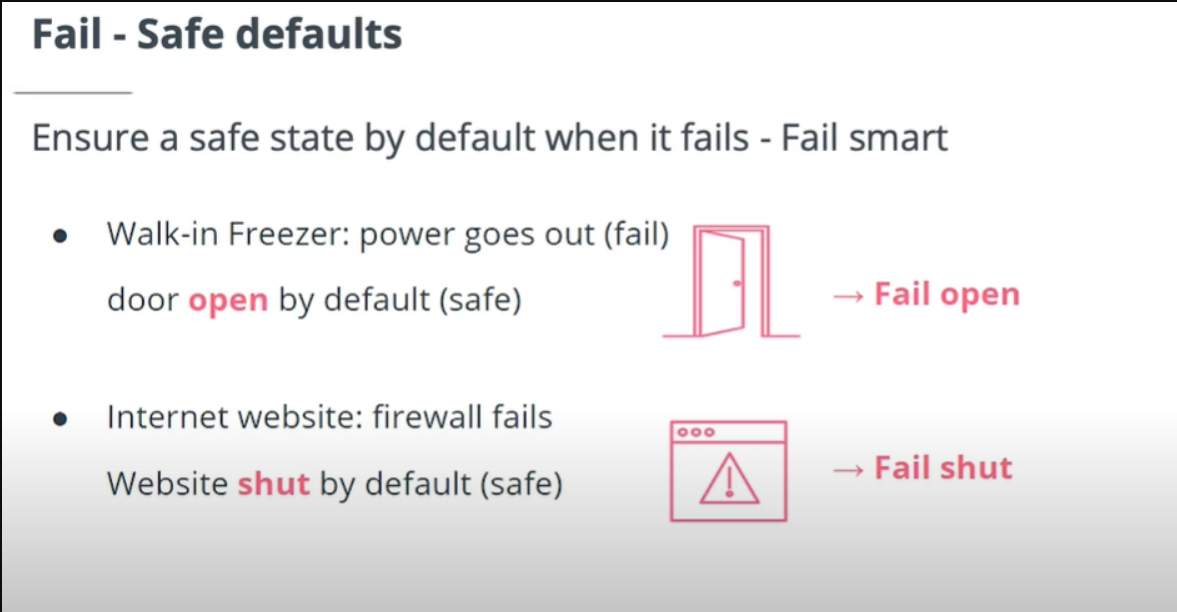 Fail - Safe defaults
Ensure a safe state by default when it fails - Fail smart
● Walk-in Freezer: power goes out (fail)
door open by default (safe)
→ Fail open
● Internet website: firewall fails
Website shut by default (safe)
→ Fail shut